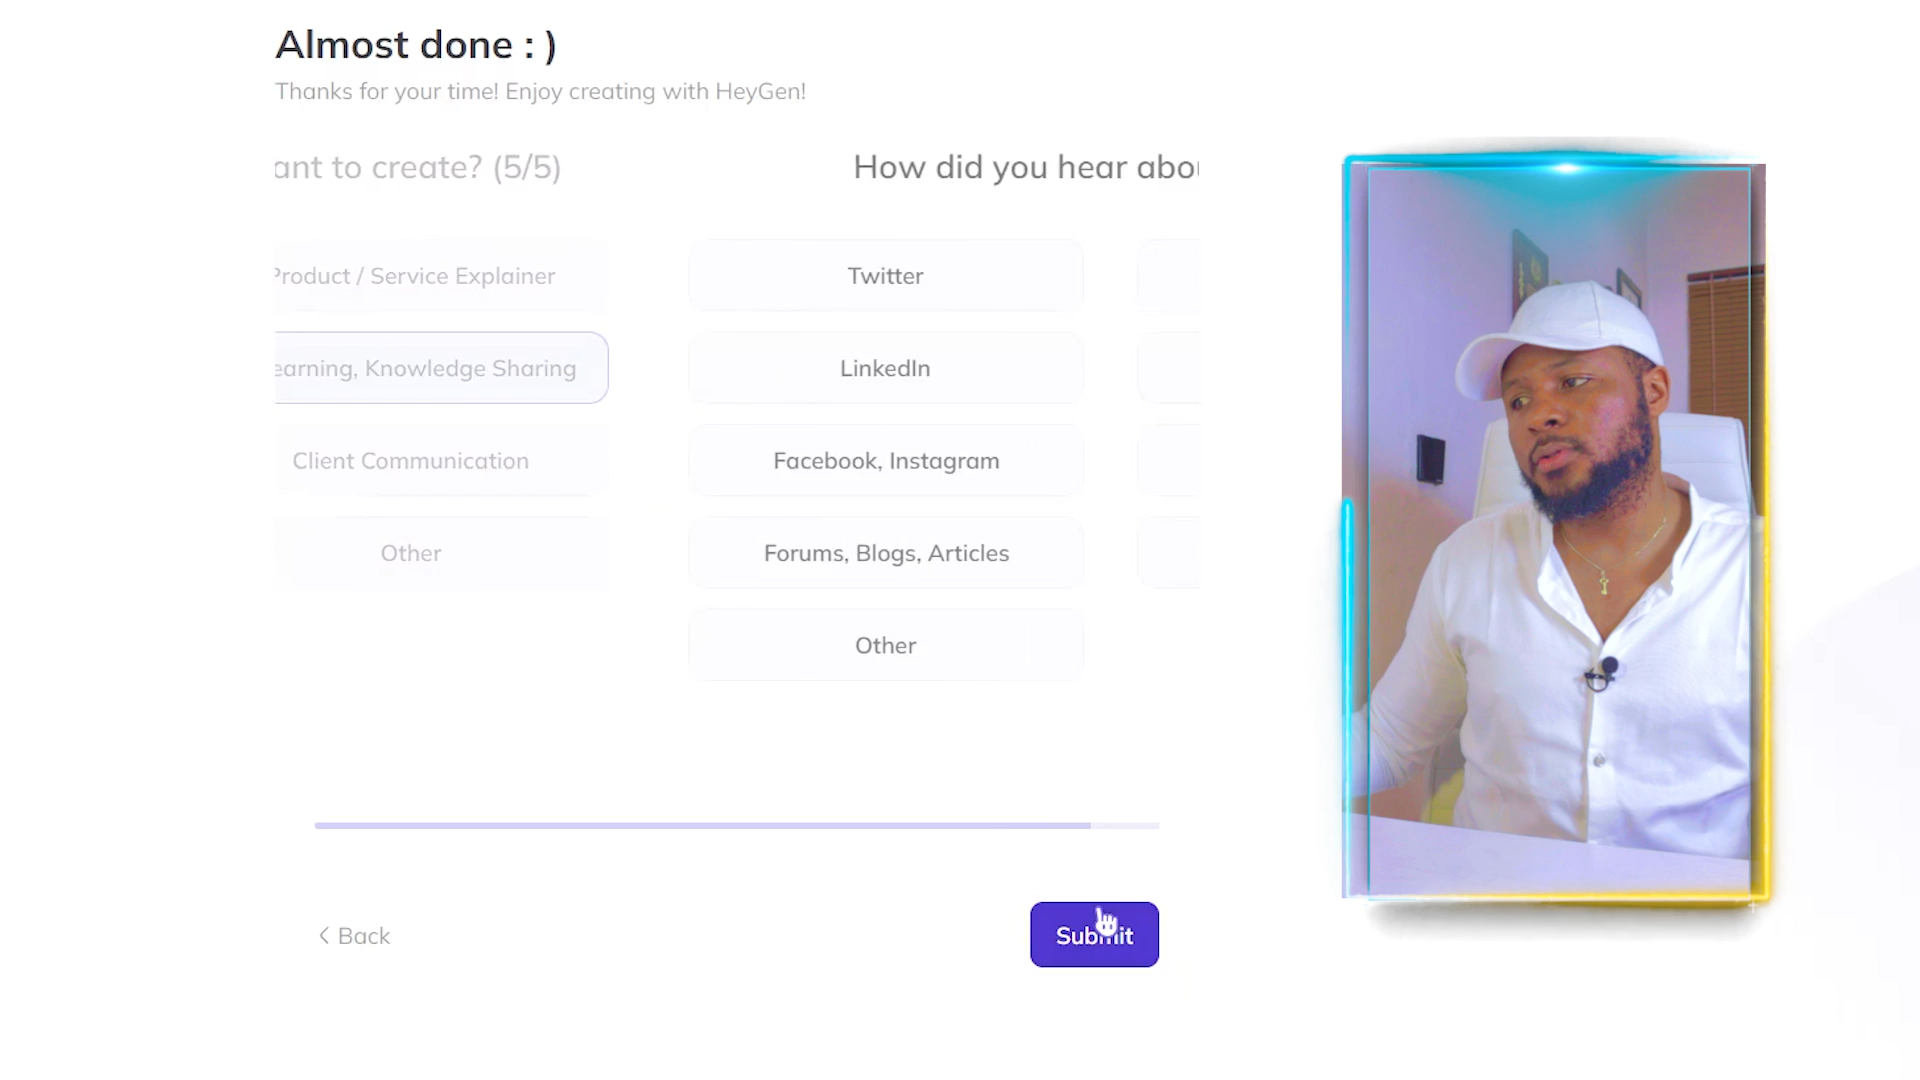 Almost done : )
Thanks for your time! Enjoy creating with HeyGen!
ant to create? (5/5)
How did you hear abou
Product / Service Explainer
earning, Knowledge Sharing
Client Communication
Other
Twitter
LinkedIn
Facebook, Instagram
Forums, Blogs, Articles
Other
< Back
Submit